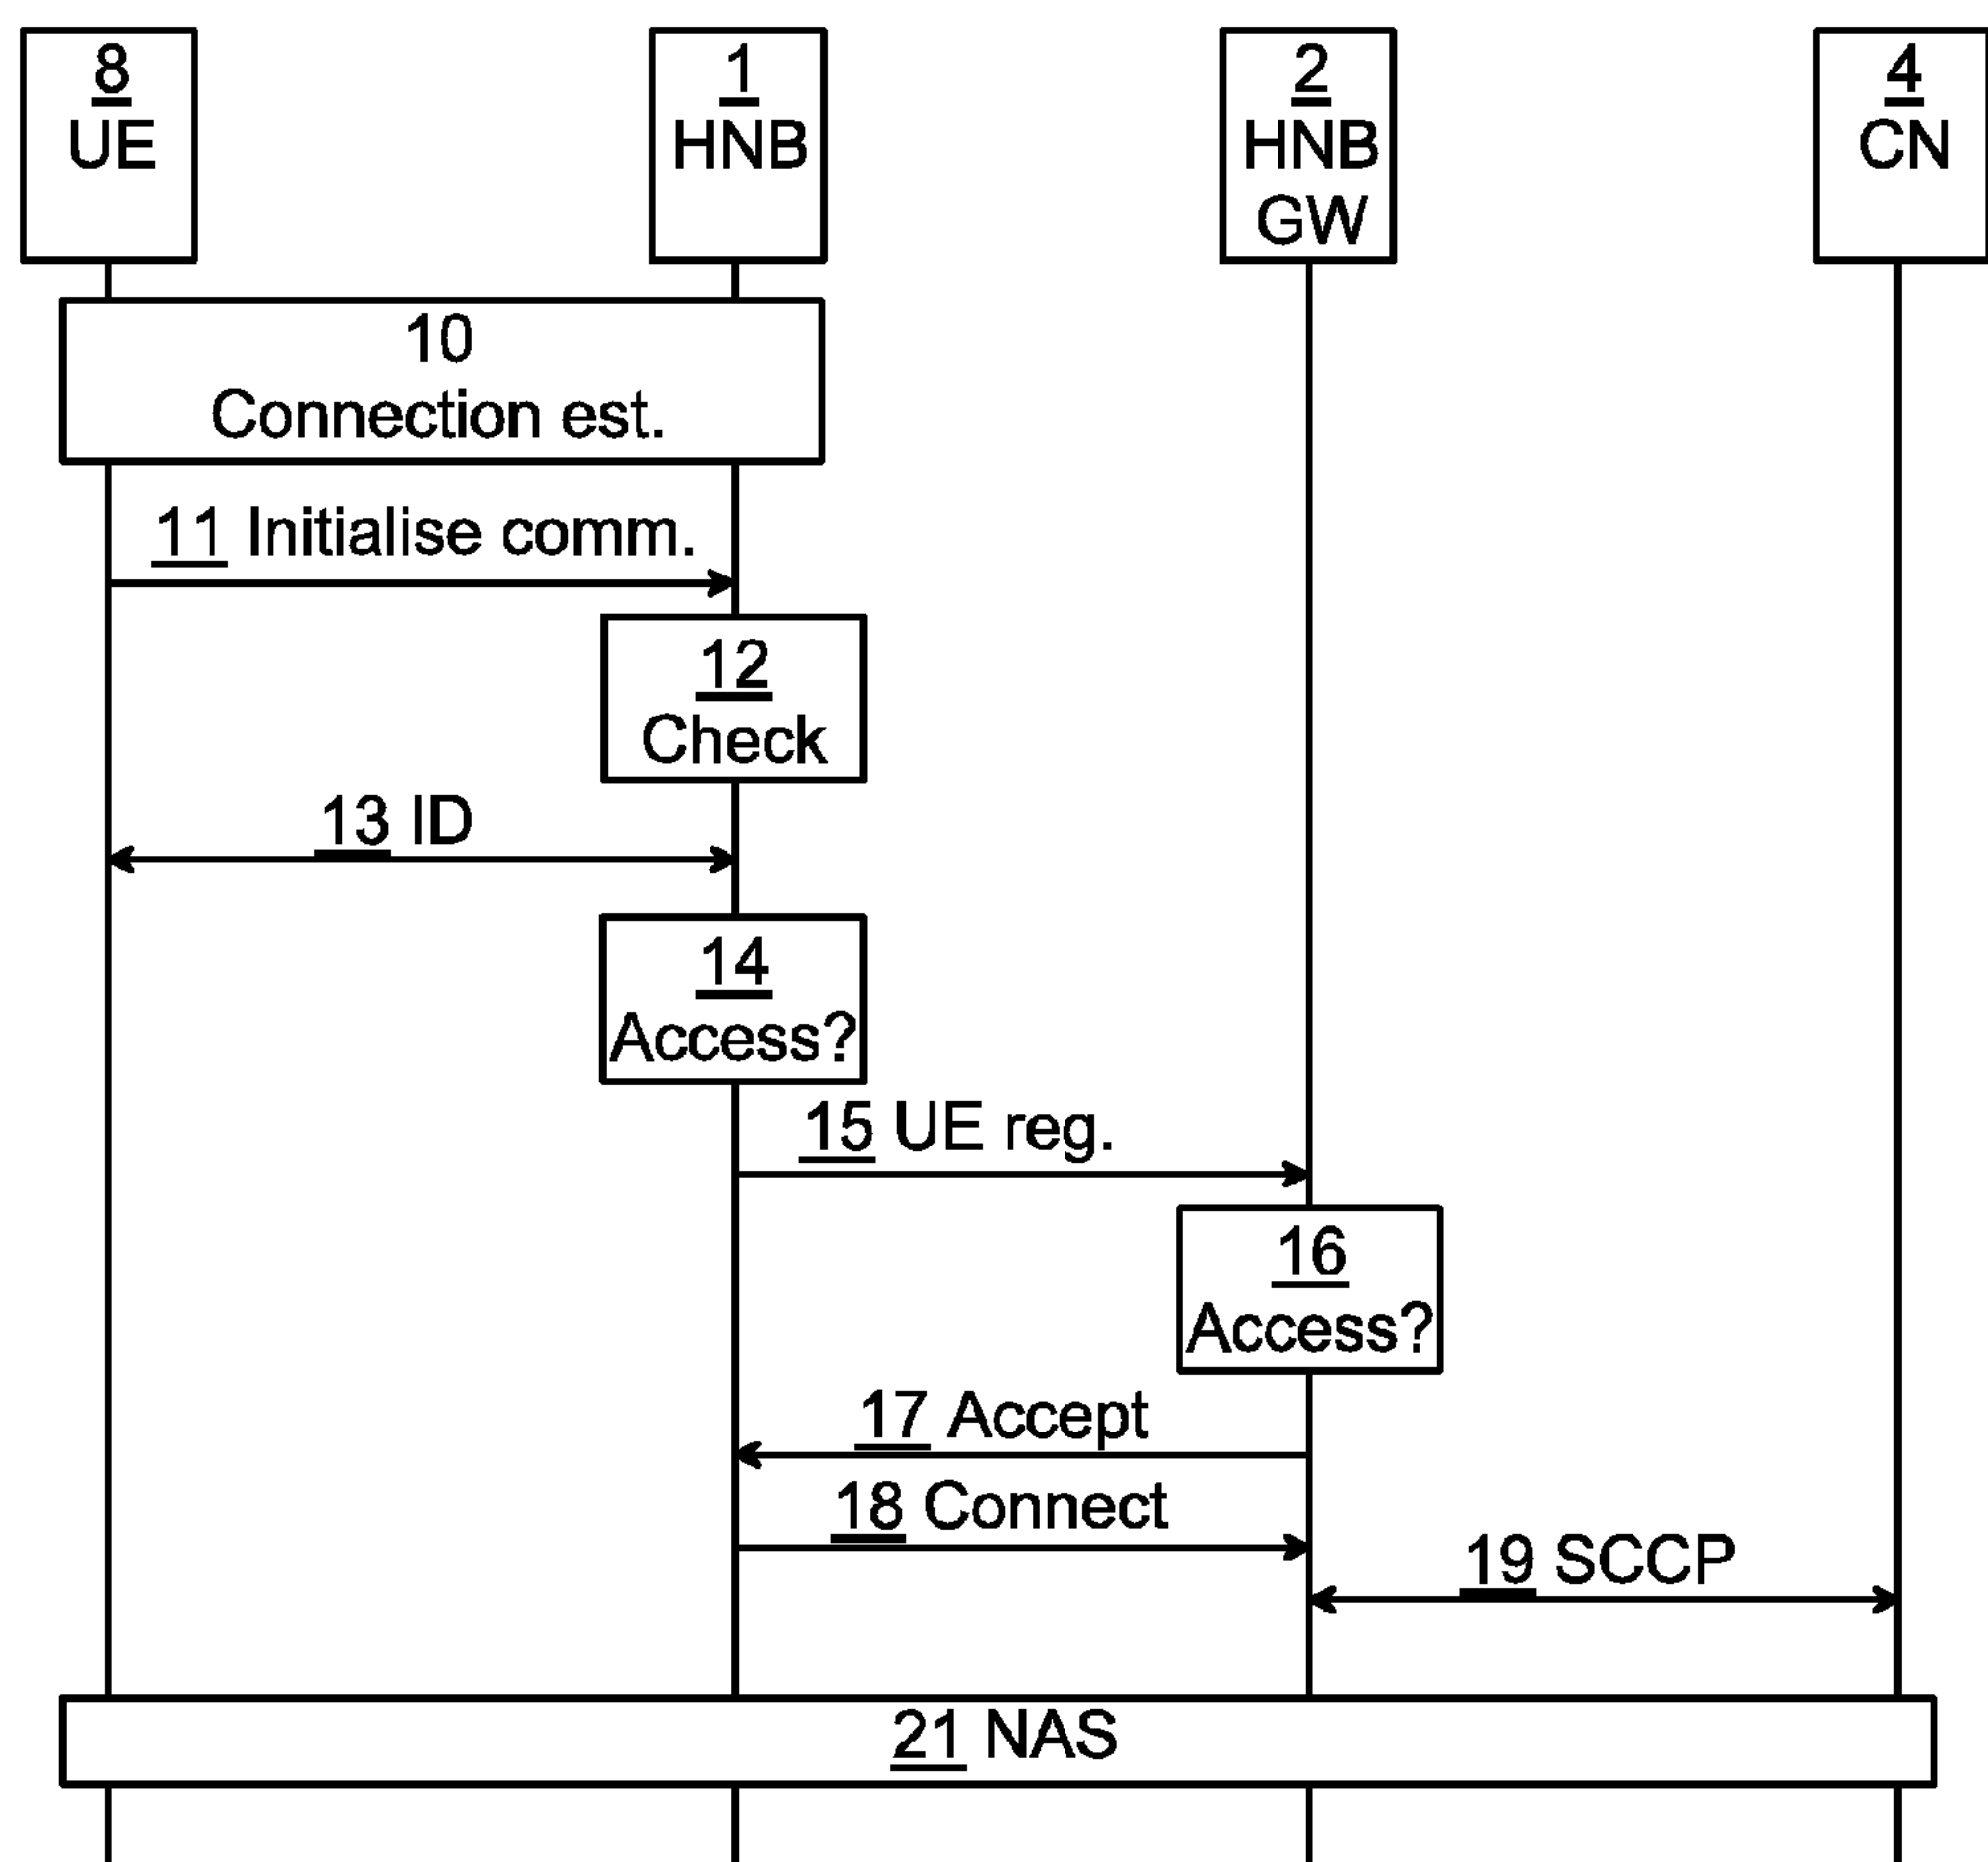 8
UE
1
HNB
2
HNB
GW
4
CN
10
Connection est.
11 Initialise comm.
12
Check
13 ID
14
Access?
15 UE reg.
16
Access?
17 Accept
18 Connect
19 SCCP
21 NAS